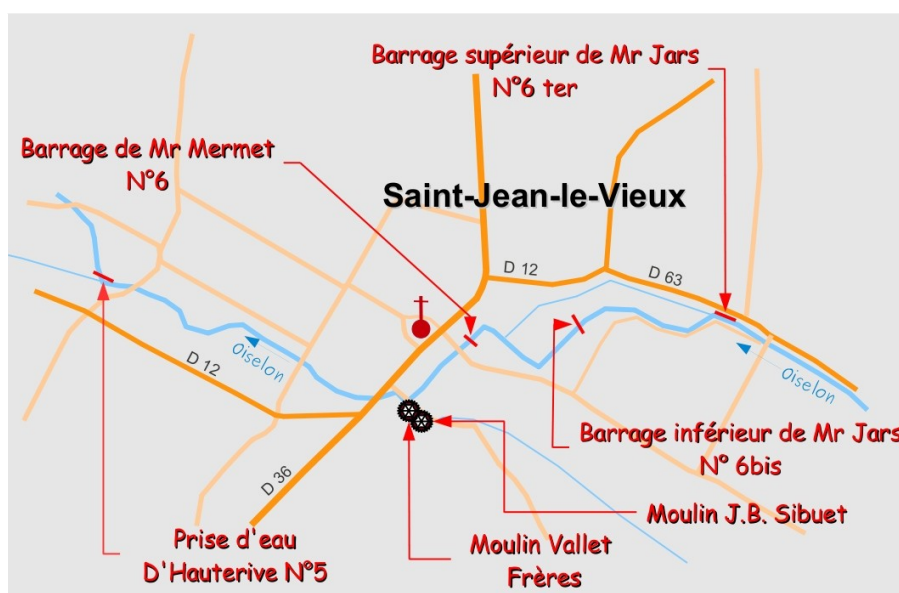 Barrage supérieur de Mr Jars
N°6 ter
Barrage de Mr Mermet
N°6
Saint-Jean-le-Vieux
D 12
D 63
Oiselon
D 12
Oiselon
Barrage inférieur de Mr Jars
N° 6bis
D 36
Moulin J.B. Sibuet
Prise d'eau
D'Hauterive N°5
Moulin Vallet
Frères